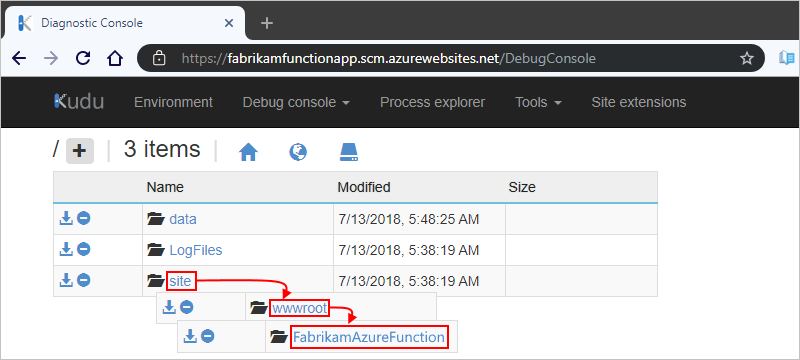 Diagnostic Console
https://fabrikamfunctionapp.scm.azurewebsites.net/DebugConsole
Kudu Environment Debug console Process explorer Tools Site extensions
/ + | 3 items |
Name Modified Size
data 7/13/2018, 5:48:25 AM
LogFiles 7/13/2018, 5:38:19 AM
site 7/13/2018, 5:38:19 AM
wwwroot
FabrikamAzureFunction